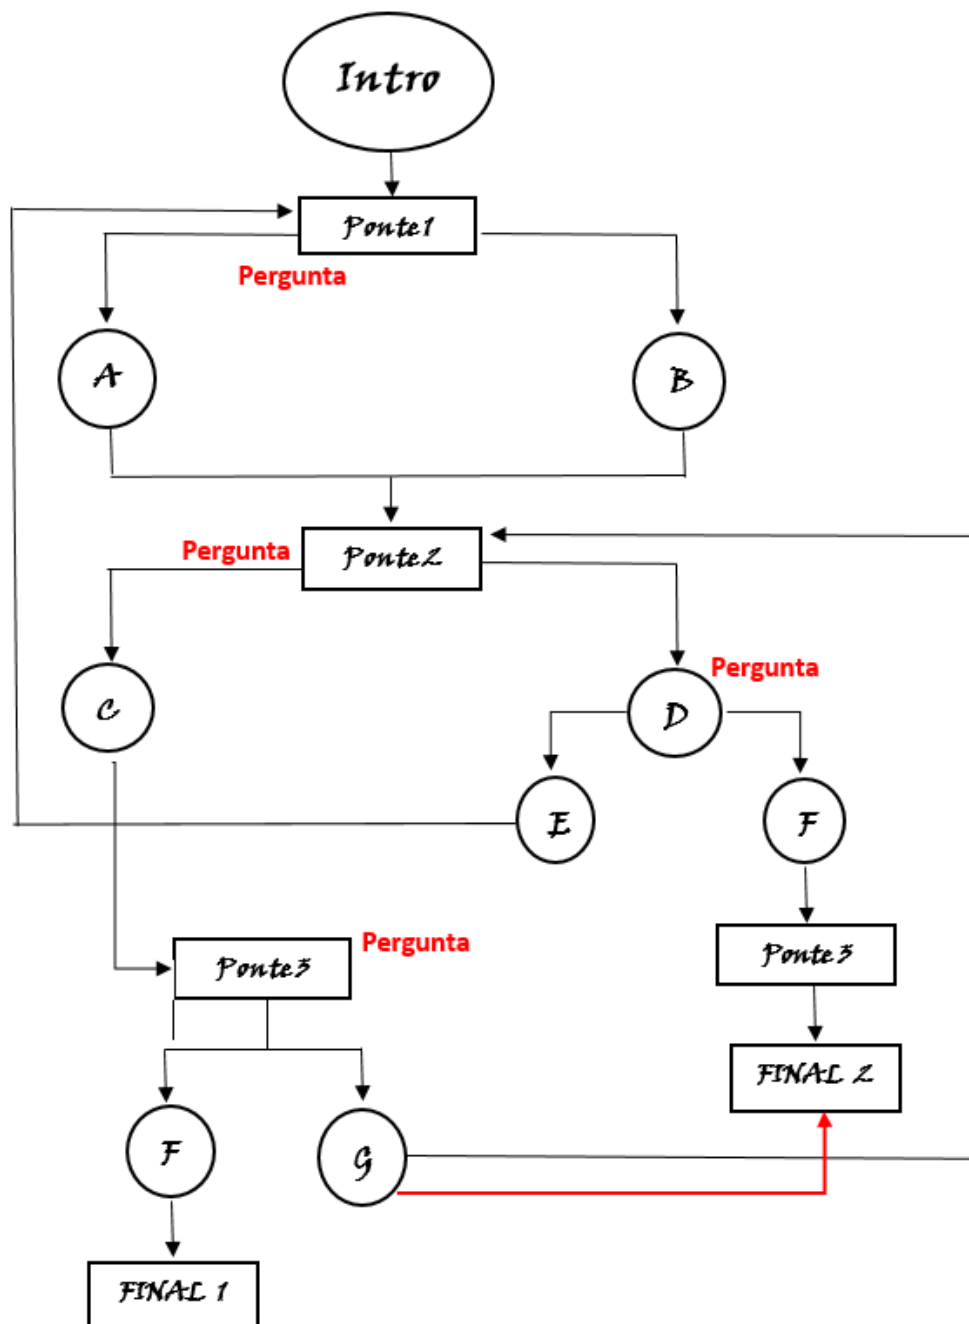 Intro
Ponte1
Pergunta
A
B
Pergunta
Ponte2
Pergunta
C
D
E
F
Pergunta
Ponte3
Ponte3
FINAL 2
F
G
FINAL 1